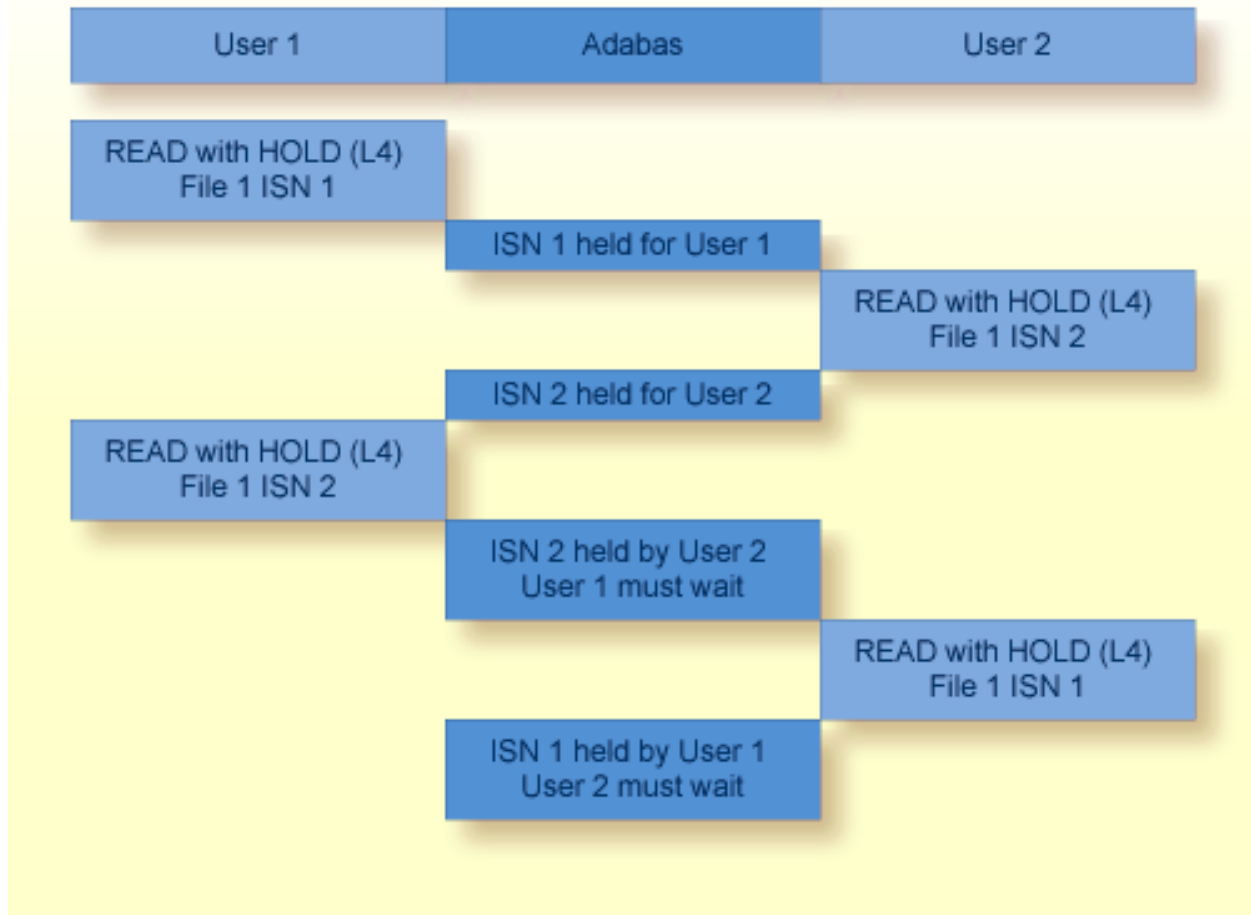 User 1
Adabas
User 2
READ with HOLD (L4)
File 1 ISN 1
ISN 1 held for User 1
READ with HOLD (L4)
File 1 ISN 2
ISN 2 held for User 2
READ with HOLD (L4)
File 1 ISN 2
ISN 2 held by User 2
User 1 must wait
READ with HOLD (L4)
File 1 ISN 1
ISN 1 held by User 1
User 2 must wait